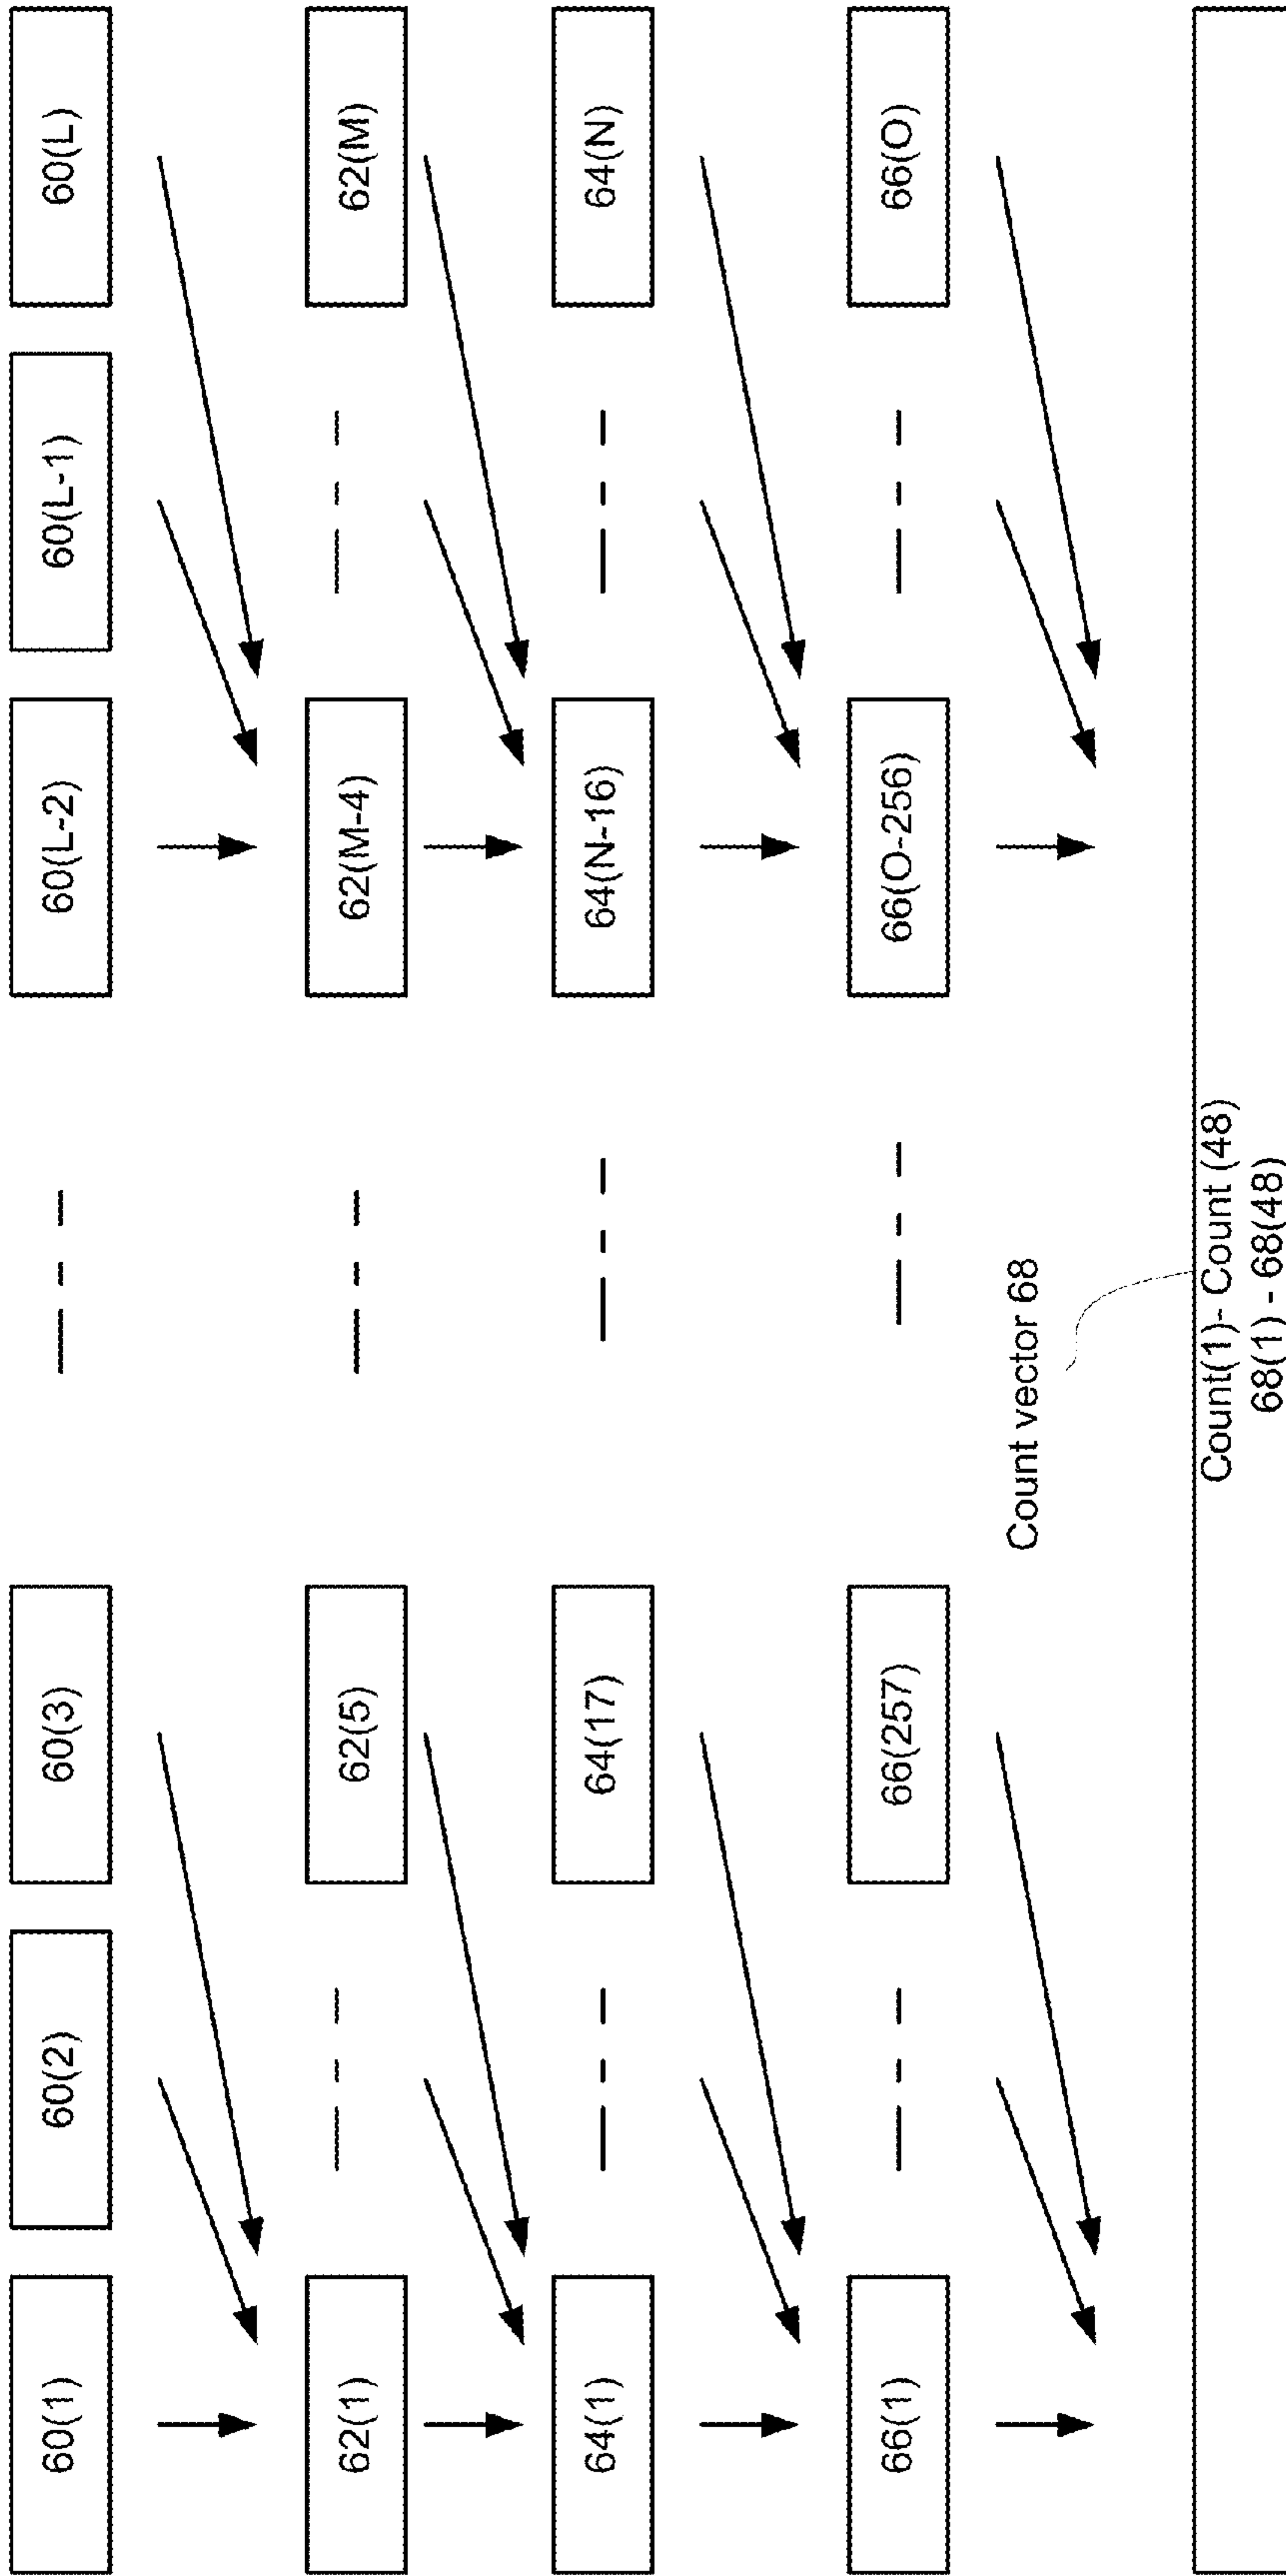 60(1) 60(2) 60(3) 60(L-2) 60(L-1) 60(L)
62(1) 62(5) 62(M-4) 62(M)
64(1) 64(17) 64(N-16) 64(N)
66(1) 66(257) 66(O-256) 66(O)
Count vector 68
Count(1)- Count (48)
68(1) - 68(48)